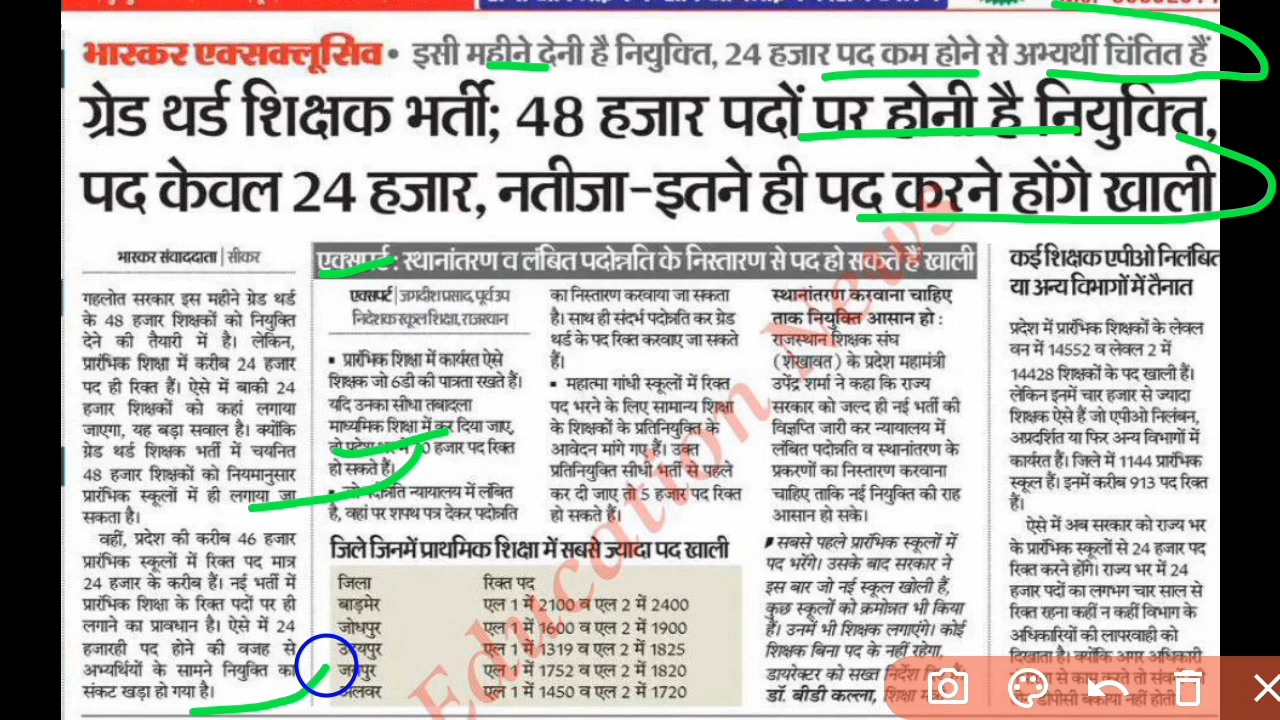 भास्कर एक्सक्लूसिव • इसी महीने देनी है नियुक्ति, 24 हजार पद कम होने से अभ्यर्थी चिंतित हैं
ग्रेड थर्ड शिक्षक भर्ती; 48 हजार पदों पर होनी है नियुक्ति,
पद केवल 24 हजार, नतीजा-इतने ही पद करने होंगे खाली
भास्कर संवाददाता | सीकर
गहलोत सरकार इस महीने ग्रेड थर्ड
के 48 हजार शिक्षकों को नियुक्ति
देने की तैयारी में है। लेकिन,
प्रारंभिक शिक्षा में करीब 24 हजार
पद ही रिक्त हैं। ऐसे में बाकी 24
हजार शिक्षकों को कहां लगाया
जाएगा, यह बड़ा सवाल है। क्योंकि
ग्रेड थर्ड शिक्षक भर्ती में चयनित
48 हजार शिक्षकों को नियमानुसार
प्रारंभिक स्कूलों में ही लगाया जा
सकता है।
वहीं, प्रदेश की करीब 46 हजार
प्रारंभिक स्कूलों में रिक्त पद मात्र
24 हजार के करीब हैं। नई भर्ती में
प्रारंभिक शिक्षा के रिक्त पदों पर ही
लगाने का प्रावधान है। ऐसे में 24
हजारही पद होने की वजह से
अभ्यर्थियों के सामने नियुक्ति का
संकट खड़ा हो गया है।
एक्सपर्ट : स्थानांतरण व लंबित पदोन्नति के निस्तारण से पद हो सकते हैं खाली
एक्सपर्ट | जगदीश प्रसाद, पूर्व उप
निदेशक स्कूल शिक्षा, राजस्थान
▪ प्रारंभिक शिक्षा में कार्यरत ऐसे
शिक्षक जो 6डी की पात्रता रखते हैं।
यदि उनका सीधा तबादला
माध्यमिक शिक्षा में कर दिया जाए,
हजार पद रिक्त
हो सकते हैं।
न्यायालय में लंबित
है, वहां पर शपथ पत्र देकर पदोन्नति
का निस्तारण करवाया जा सकता
है। साथ ही संदर्भ पदोन्नति कर ग्रेड
थर्ड के पद रिक्त करवाए जा सकते
हैं।
▪ महात्मा गांधी स्कूलों में रिक्त
पद भरने के लिए सामान्य शिक्षा
के शिक्षकों के प्रतिनियुक्ति के
आवेदन मांगे गए हैं। उक्त
प्रतिनियुक्ति सीधी भर्ती से पहले
कर दी जाए तो 5 हजार पद रिक्त
हो सकते हैं।
स्थानांतरण करवाना चाहिए
ताक नियुक्ति आसान हो :
राजस्थान शिक्षक संघ
(शेखावत) के प्रदेश महामंत्री
उपेंद्र शर्मा ने कहा कि राज्य
सरकार को जल्द ही नई भर्ती की
विज्ञप्ति जारी कर न्यायालय में
लंबित पदोन्नति व स्थानांतरण के
प्रकरणों का निस्तारण करवाना
चाहिए ताकि नई नियुक्ति की राह
आसान हो सके।
जिले जिनमें प्राथमिक शिक्षा में सबसे ज्यादा पद खाली
जिला रिक्त पद
बाड़मेर एल 1 में 2100 व एल 2 में 2400
जोधपुर एल 1 में 1600 व एल 2 में 1900
एल 1 में 1319 व एल 2 में 1825
एल 1 में 1752 व एल 2 में 1820
एल 1 में 1450 व एल 2 में 1720
सबसे पहले प्रारंभिक स्कूलों में
पद भरेंगे। उसके बाद सरकार ने
इस बार जो नई स्कूल खोली हैं,
कुछ स्कूलों को क्रमोन्नत भी किया
है। उनमें भी शिक्षक लगाएंगे। कोई
शिक्षक बिना पद के नहीं रहेगा,
डायरेक्टर को सख्त निर्देश
डॉ. बीडी कल्ला, शिक्षा
कई शिक्षक एपीओ निलंबित
या अन्य विभागों में तैनात
प्रदेश में प्रारंभिक शिक्षकों के लेवल
वन में 14552 व लेवल 2 में
14428 शिक्षकों के पद खाली हैं।
लेकिन इनमें चार हजार से ज्यादा
शिक्षक ऐसे हैं जो एपीओ निलंबन,
अप्रदर्शित या फिर अन्य विभागों में
कार्यरत हैं। जिले में 1144 प्रारंभिक
स्कूल हैं। इनमें करीब 913 पद रिक्त
हैं।
ऐसे में अब सरकार को राज्य भर
के प्रारंभिक स्कूलों से 24 हजार पद
रिक्त करने होंगे। राज्य भर में 24
हजार पदों का लगभग चार साल से
रिक्त रहना कहीं न कहीं विभाग के
अधिकारियों की लापरवाही को
दिखाता है। क्योंकि अगर अधिकारी
Education News